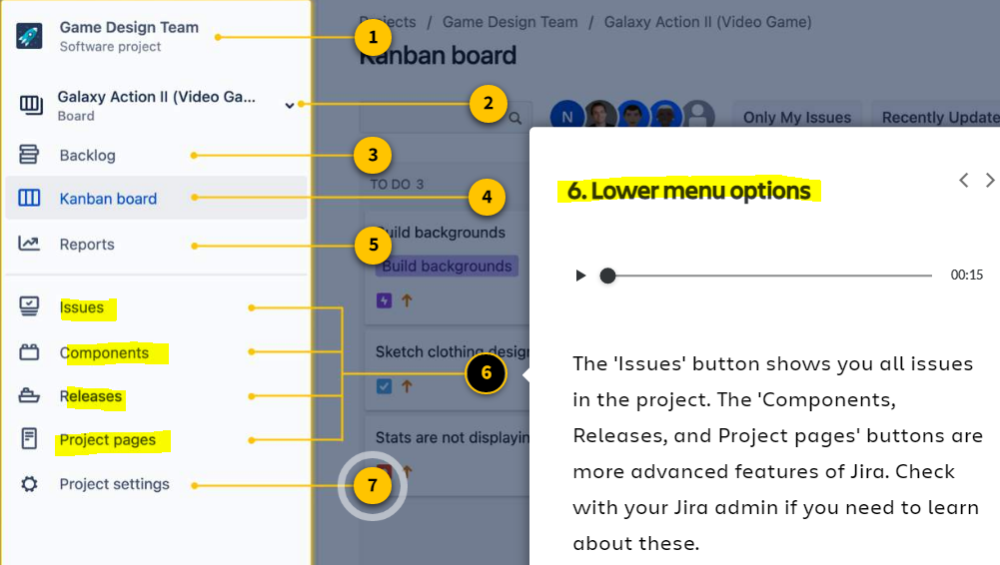 Game Design Team
Software project
1
Projects / Game Design Team / Galaxy Action II (Video Game)
Kanban board
Galaxy Action II (Video Ga...
Board
2
N
Only My Issues
Recently Update
Backlog
3
Kanban board
4
TO DO 3
Reports
5
Build backgrounds
Build backgrounds
Issues
Components
Releases
Project pages
Sketch clothing design
6
Stats are not displayin
Project settings
7
6. Lower menu options
00:15
The 'Issues' button shows you all issues
in the project. The 'Components,
Releases, and Project pages' buttons are
more advanced features of Jira. Check
with your Jira admin if you need to learn
about these.